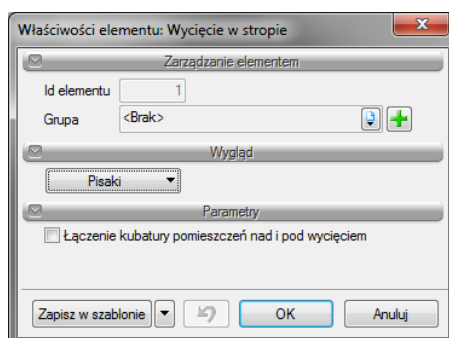 Właściwości elementu: Wycięcie w stropie
Zarządzanie elementem
Id elementu 1
Grupa <Brak>
Wygląd
Pisaki
Parametry
Łączenie kubatury pomieszczeń nad i pod wycięciem
Zapisz w szablonie OK Anuluj